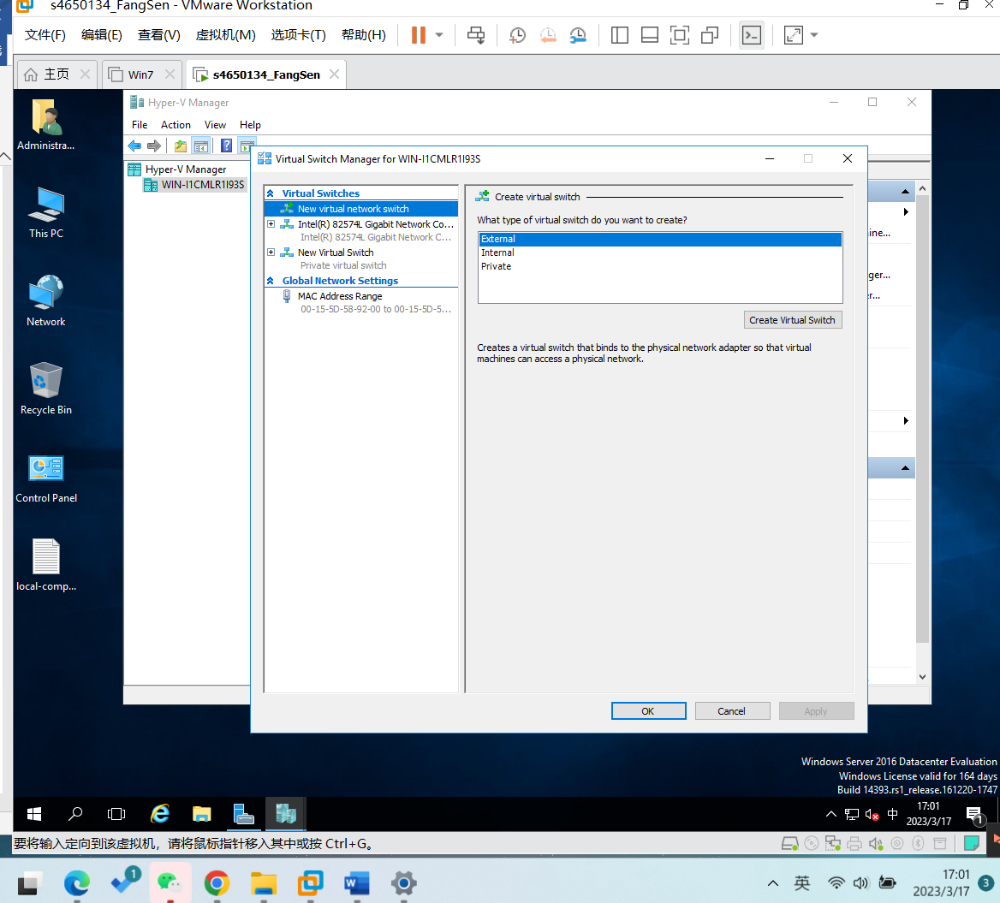 s4650134_FangSen - VMware Workstation
文件(F) 编辑(E) 查看(V) 虚拟机(M) 选项卡(T) 帮助(H)
主页 Win7 s4650134_FangSen
Hyper-V Manager
File Action View Help
Hyper-V Manager
WIN-I1CMLR1I93S
Virtual Switch Manager for WIN-I1CMLR1I93S
Virtual Switches
New virtual network switch
Intel(R) 82574L Gigabit Network Co...
Intel(R) 82574L Gigabit Network C...
New Virtual Switch
Private virtual switch
Global Network Settings
MAC Address Range
00-15-5D-58-92-00 to 00-15-5D-5...
Create virtual switch
What type of virtual switch do you want to create?
External
Internal
Private
Create Virtual Switch
Creates a virtual switch that binds to the physical network adapter so that virtual
machines can access a physical network.
OK Cancel Apply
ine...
ger...
r...
Administra...
This PC
Network
Recycle Bin
Control Panel
local-comp...
Windows Server 2016 Datacenter Evaluation
Windows License valid for 164 days
Build 14393.rs1_release.161220-1747
中
17:01
2023/3/17
1
要将输入定向到该虚拟机，请将鼠标指针移入其中或按 Ctrl+G。
1
英
17:01
2023/3/17
3